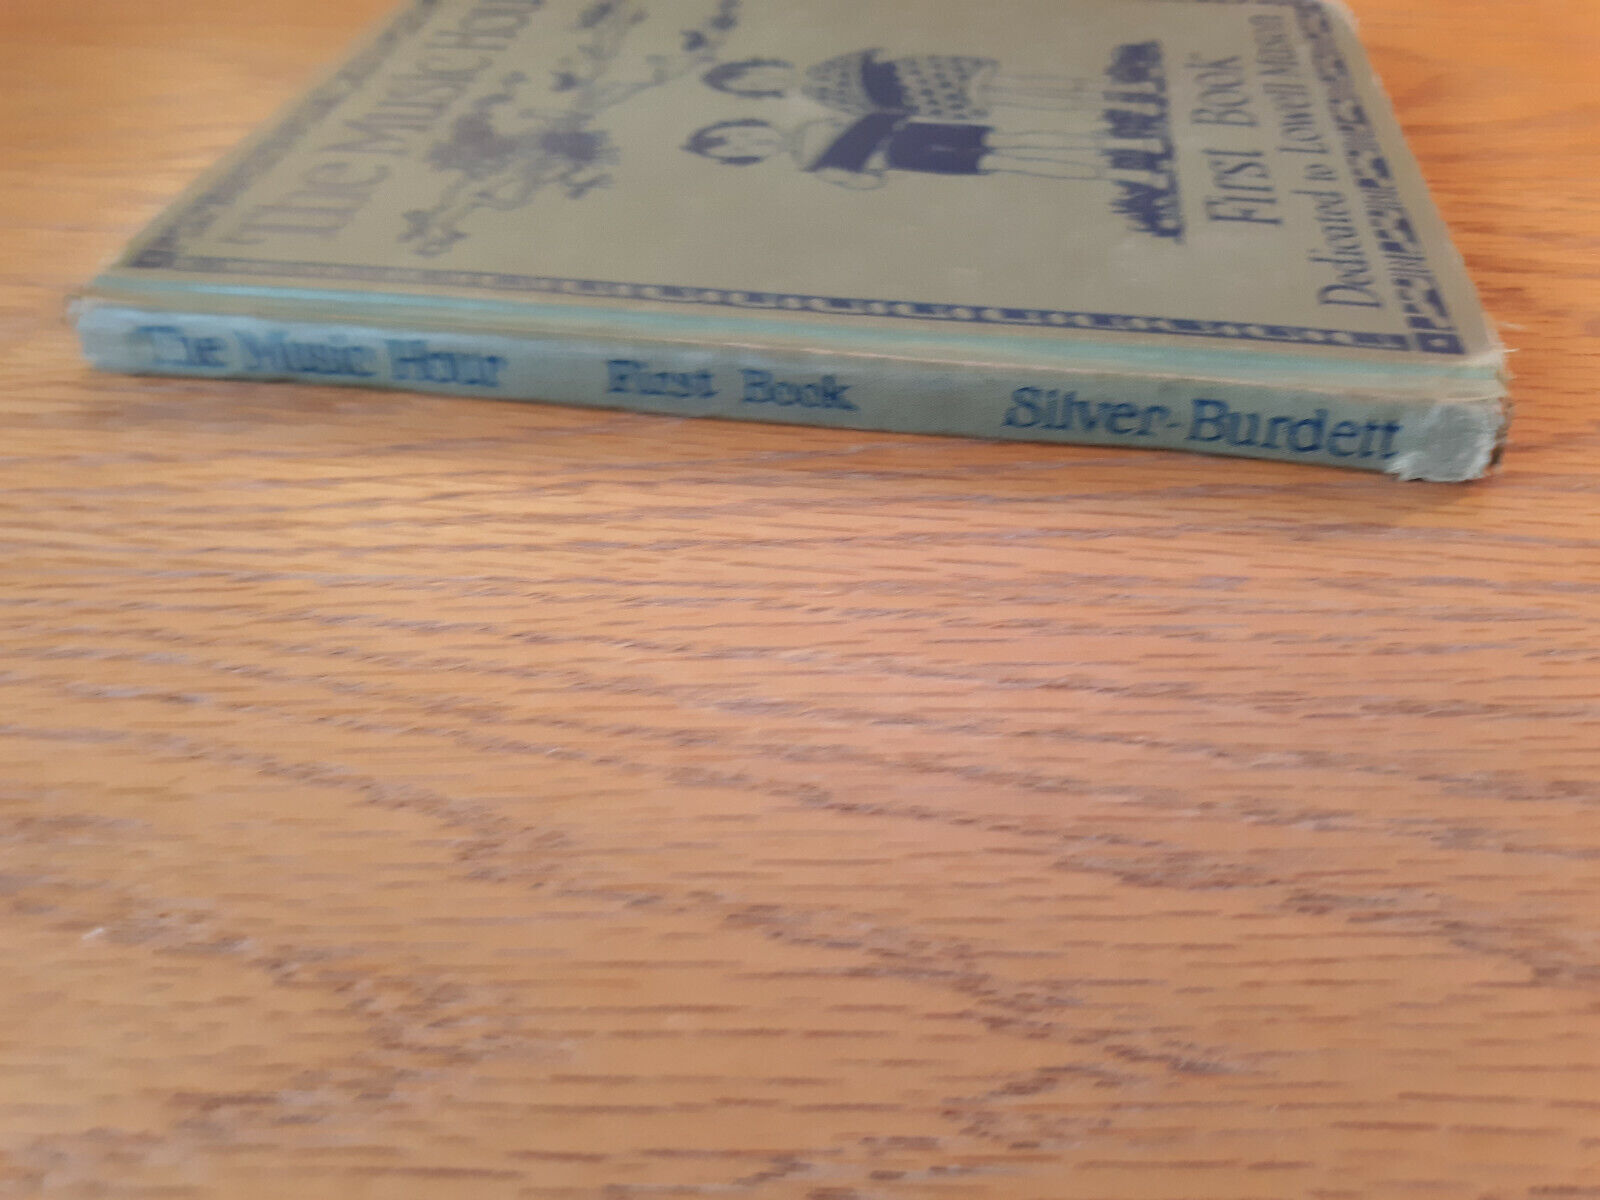 The Music Hour
First Book
Dedicated to Lowell Mason
The Music Hour First Book Silver-Burdett